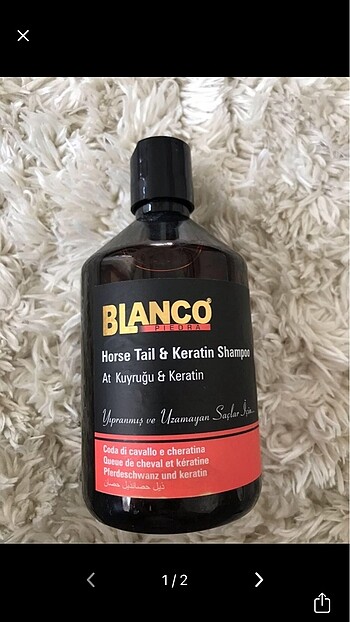 BLANCO®
PIEDRA
Horse Tail & Keratin Shampoo
At Kuyruğu & Keratin
Yıpranmış ve Uzamayan Saçlar İçin...
Coda di cavallo e cheratina
Queue de cheval et kératine
Pferdeschwanz und keratin
1/2